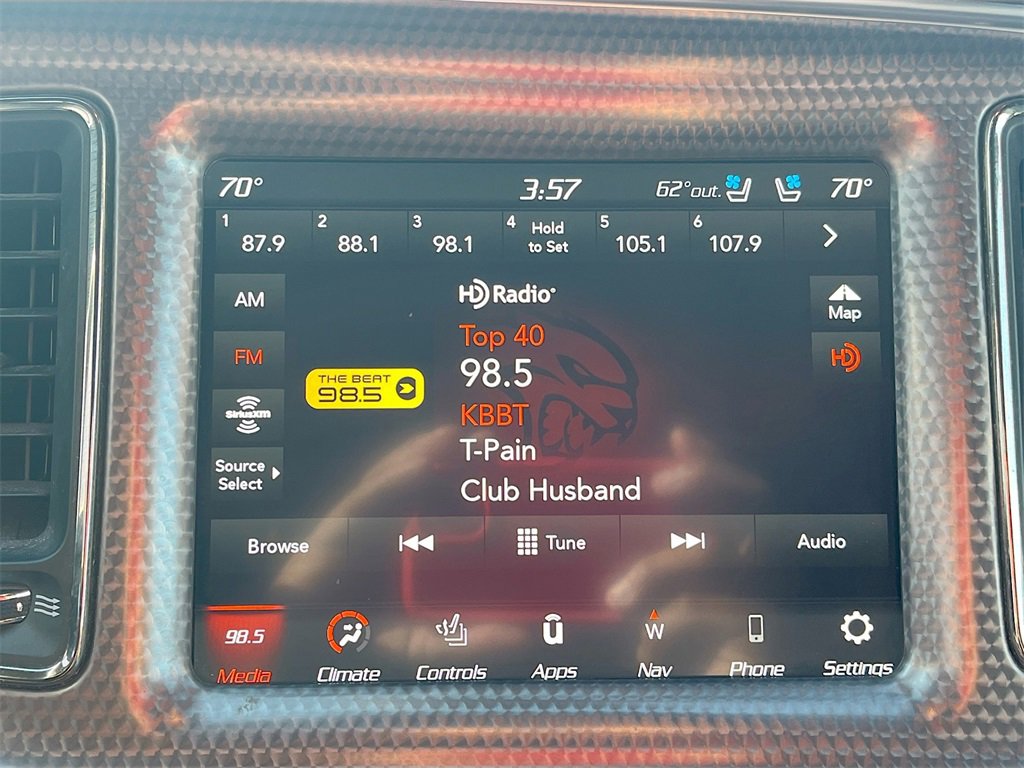 70° 3:57 62°out. 70°
1 87.9 2 88.1 3 98.1 4 Hold to Set 5 105.1 6 107.9
AM
HD Radio
Map
Top 40
FM
HD
98.5
THE BEAT
98.5
KBBT
SiriusXM
T-Pain
Source
Select
Club Husband
Browse Tune Audio
98.5 û W
Media Climate Controls Apps Nav Phone Settings